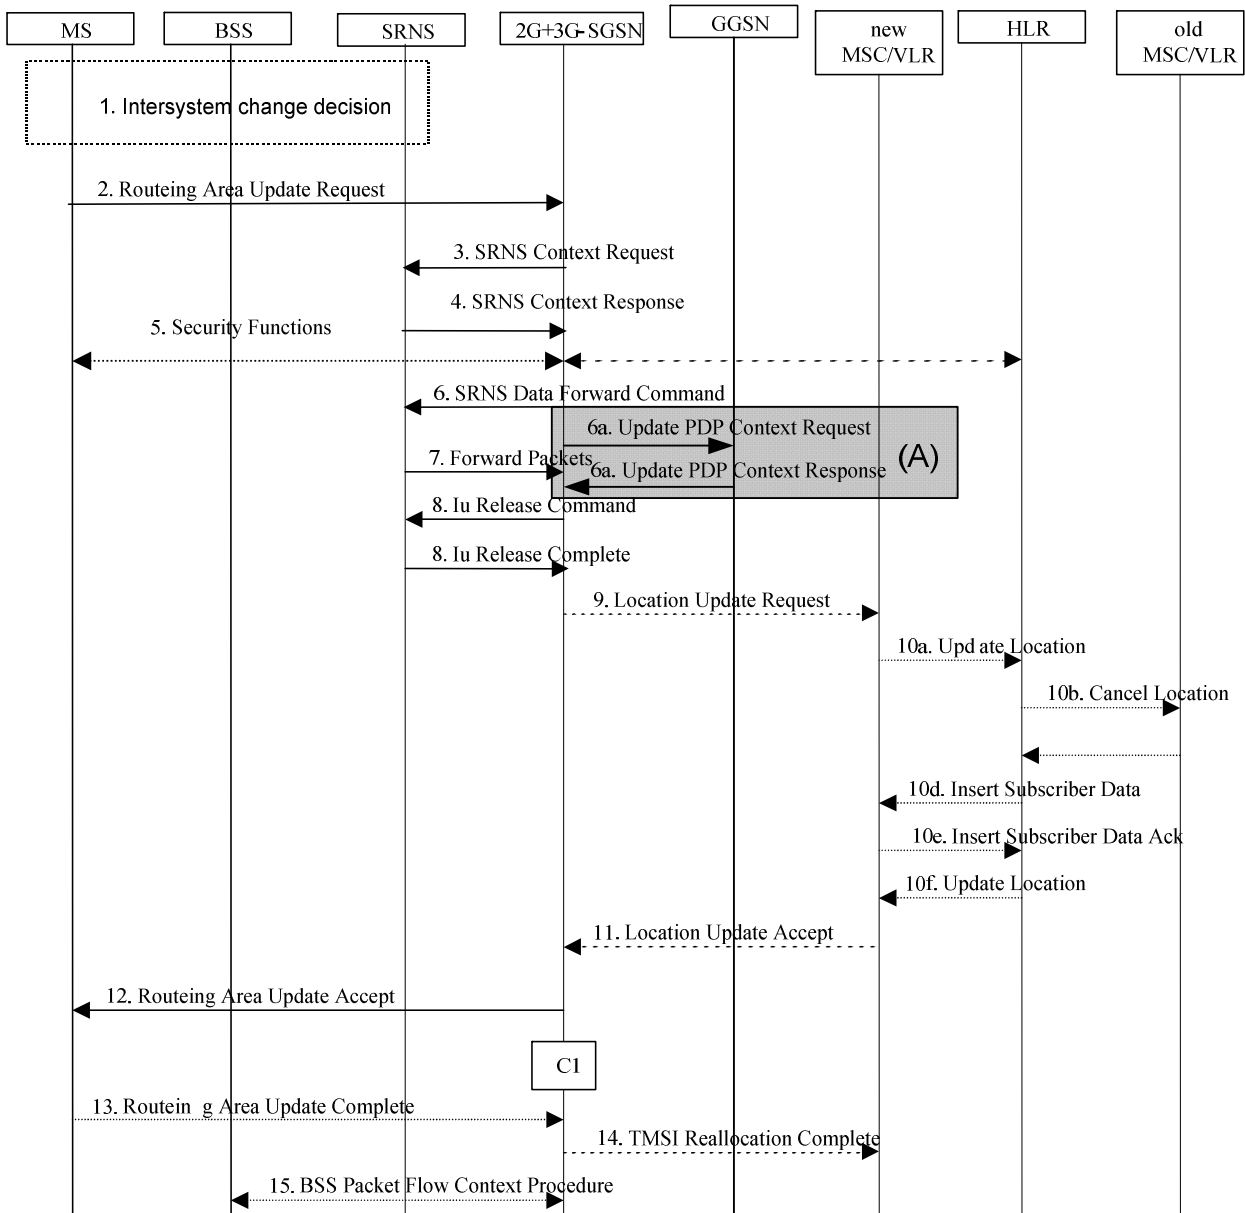 MS
BSS
SRNS
2G+3G-SGSN
GGSN
new
MSC/VLR
HLR
old
MSC/VLR
1. Intersystem change decision
2. Routeing Area Update Request
3. SRNS Context Request
4. SRNS Context Response
5. Security Functions
6. SRNS Data Forward Command
6a. Update PDP Context Request
(A)
7. Forward Packets
6a. Update PDP Context Response
8. Iu Release Command
8. Iu Release Complete
9. Location Update Request
10a. Upd ate Location
10b. Cancel Location
10d. Insert Subscriber Data
10e. Insert Subscriber Data Ack
10f. Update Location
11. Location Update Accept
12. Routeing Area Update Accept
C1
13. Routein g Area Update Complete
14. TMSI Reallocation Complete
15. BSS Packet Flow Context Procedure